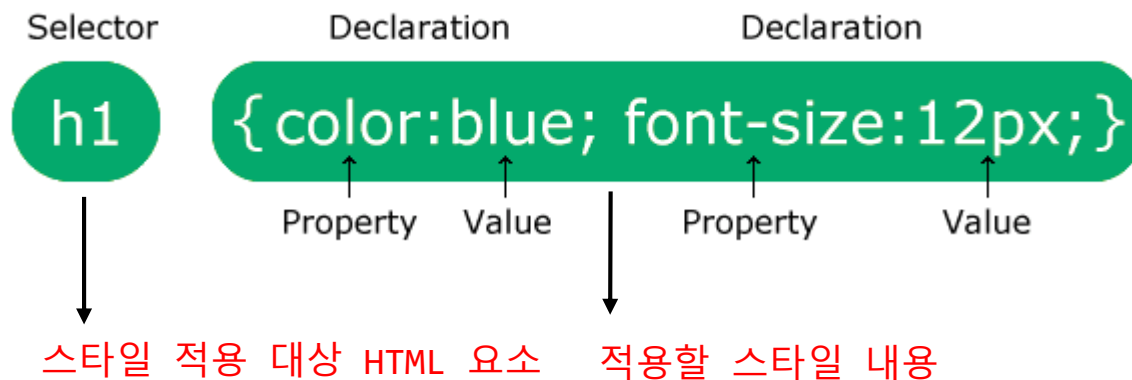 Selector Declaration Declaration
h1 {color:blue; font-size:12px;}
Property Value Property Value
스타일 적용 대상 HTML 요소 적용할 스타일 내용